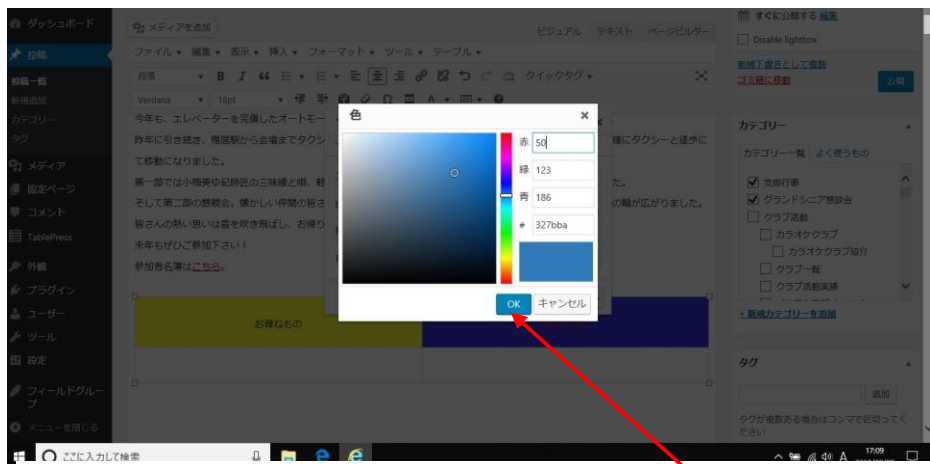 ダッシュボード
投稿
投稿一覧
新規追加
カテゴリー
タグ
メディア
固定ページ
コメント
TablePress
外観
プラグイン
ユーザー
ツール
設定
フィールドグルー
プ
メニューを閉じる
メディアを追加
ビジュアル テキスト ページビルダー
ファイル 編集 表示 挿入 フォーマット ツール テーブル
段落 B I クイックタグ
Verdana 18pt
今年も、エレベーターを完備したオートモー
昨年に引き続き、鴨居駅から会場までタクシ 様にタクシーと徒歩に
て移動になりました。
第一部では小梅美ゆ紀師匠の三味線と唄、軽 た。
そして第二部の懇親会。懐かしい仲間の皆さ の輪が広がりました。
皆さんの熱い思いは雲を吹き飛ばし、お帰り
来年もぜひご参加下さい！
参加者名簿はこちら。
お尋ねもの
色 ×
赤 50
緑 123
青 186
# 327bba
OK キャンセル
すぐに公開する 編集
Disable lightbox
新規下書きとして複製
ゴミ箱に移動
公開
カテゴリー
カテゴリー一覧 よく使うもの
支部行事
グランドシニア懇談会
クラブ活動
カラオケクラブ
カラオケクラブ紹介
クラブ一覧
クラブ活動実績
+ 新規カテゴリーを追加
タグ
追加
タグが複数ある場合はコンマで区切ってく
ださい
ここに入力して検索
A 17:09